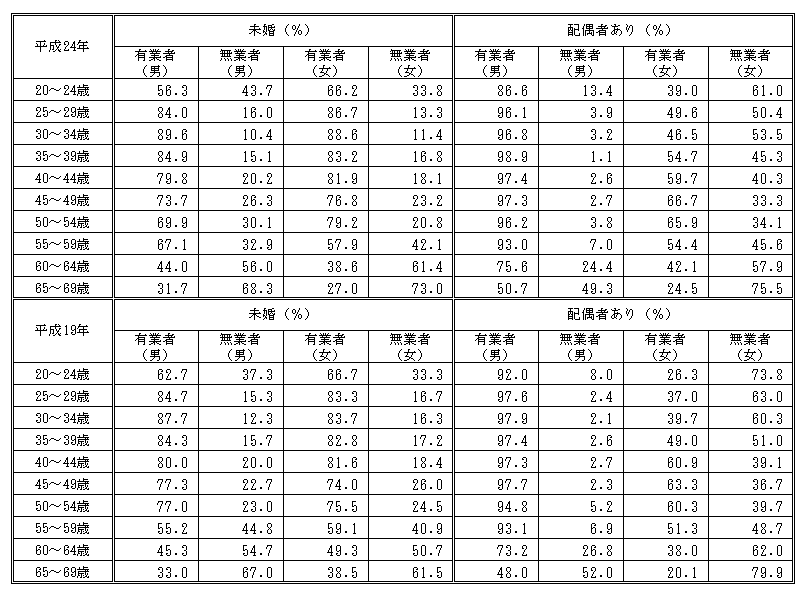 平成24年 未婚（％） 配偶者あり（％）
有業者（男） 無業者（男） 有業者（女） 無業者（女） 有業者（男） 無業者（男） 有業者（女） 無業者（女）
20～24歳 56.3 43.7 66.2 33.8 86.6 13.4 39.0 61.0
25～29歳 84.0 16.0 86.7 13.3 96.1 3.9 49.6 50.4
30～34歳 89.6 10.4 88.6 11.4 96.8 3.2 46.5 53.5
35～39歳 84.9 15.1 83.2 16.8 98.9 1.1 54.7 45.3
40～44歳 79.8 20.2 81.9 18.1 97.4 2.6 59.7 40.3
45～49歳 73.7 26.3 76.8 23.2 97.3 2.7 66.7 33.3
50～54歳 69.9 30.1 79.2 20.8 96.2 3.8 65.9 34.1
55～59歳 67.1 32.9 57.9 42.1 93.0 7.0 54.4 45.6
60～64歳 44.0 56.0 38.6 61.4 75.6 24.4 42.1 57.9
65～69歳 31.7 68.3 27.0 73.0 50.7 49.3 24.5 75.5
平成19年 未婚（％） 配偶者あり（％）
有業者（男） 無業者（男） 有業者（女） 無業者（女） 有業者（男） 無業者（男） 有業者（女） 無業者（女）
20～24歳 62.7 37.3 66.7 33.3 92.0 8.0 26.3 73.8
25～29歳 84.7 15.3 83.3 16.7 97.6 2.4 37.0 63.0
30～34歳 87.7 12.3 83.7 16.3 97.9 2.1 39.7 60.3
35～39歳 84.3 15.7 82.8 17.2 97.4 2.6 49.0 51.0
40～44歳 80.0 20.0 81.6 18.4 97.3 2.7 60.9 39.1
45～49歳 77.3 22.7 74.0 26.0 97.7 2.3 63.3 36.7
50～54歳 77.0 23.0 75.5 24.5 94.8 5.2 60.3 39.7
55～59歳 55.2 44.8 59.1 40.9 93.1 6.9 51.3 48.7
60～64歳 45.3 54.7 49.3 50.7 73.2 26.8 38.0 62.0
65～69歳 33.0 67.0 38.5 61.5 48.0 52.0 20.1 79.9